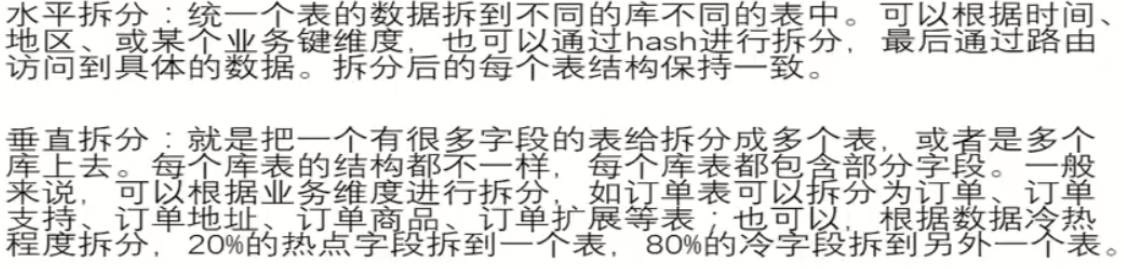 水平拆分：统一个表的数据拆到不同的库不同的表中。可以根据时间、
地区、或某个业务键维度，也可以通过hash进行拆分，最后通过路由
访问到具体的数据。拆分后的每个表结构保持一致。
垂直拆分：就是把一个有很多字段的表给拆分成多个表，或者是多个
库上去。每个库表的结构都不一样，每个库表都包含部分字段。一般
来说，可以根据业务维度进行拆分，如订单表可以拆分为订单、订单
支持、订单地址、订单商品、订单扩展等表；也可以，根据数据冷热
程度拆分，20%的热点字段拆到一个表，80%的冷字段拆到另外一个表。